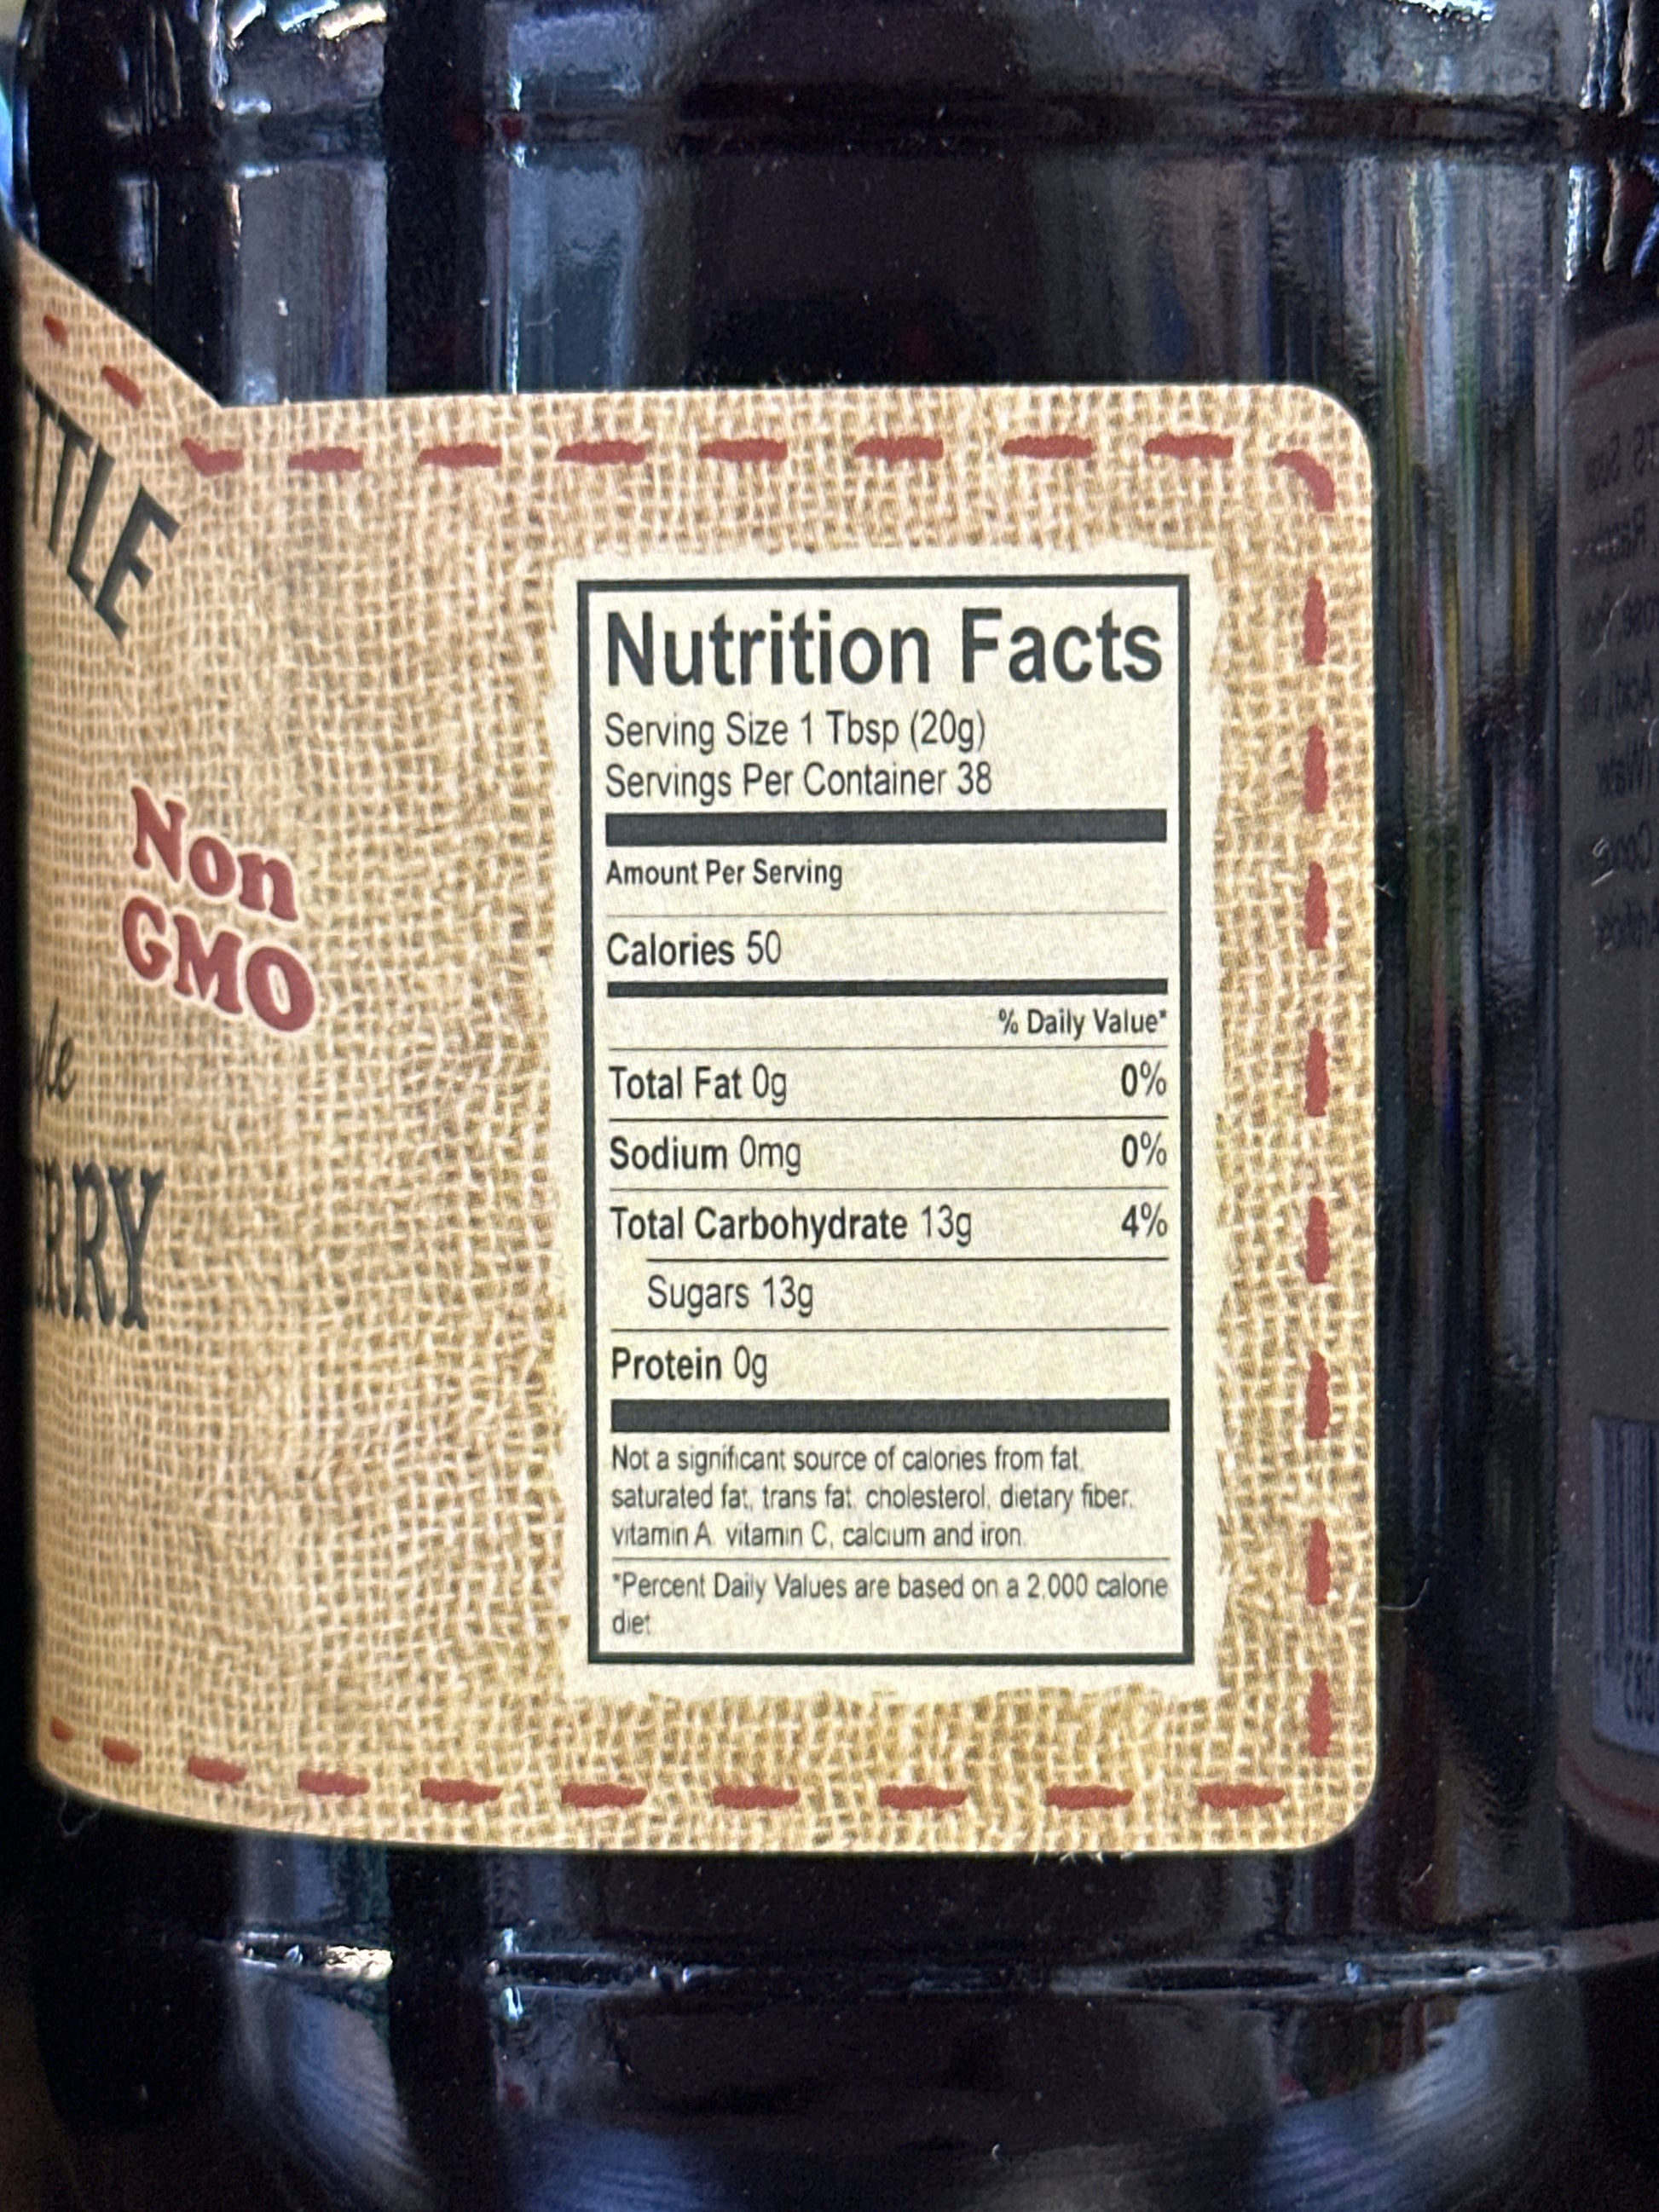 TTLE
Non
GMO
RRY
Nutrition Facts
Serving Size 1 Tbsp (20g)
Servings Per Container 38
Amount Per Serving
Calories 50
% Daily Value*
Total Fat 0g 0%
Sodium 0mg 0%
Total Carbohydrate 13g 4%
Sugars 13g
Protein 0g
Not a significant source of calories from fat,
saturated fat, trans fat, cholesterol, dietary fiber,
vitamin A, vitamin C, calcium and iron.
*Percent Daily Values are based on a 2,000 calorie
diet.